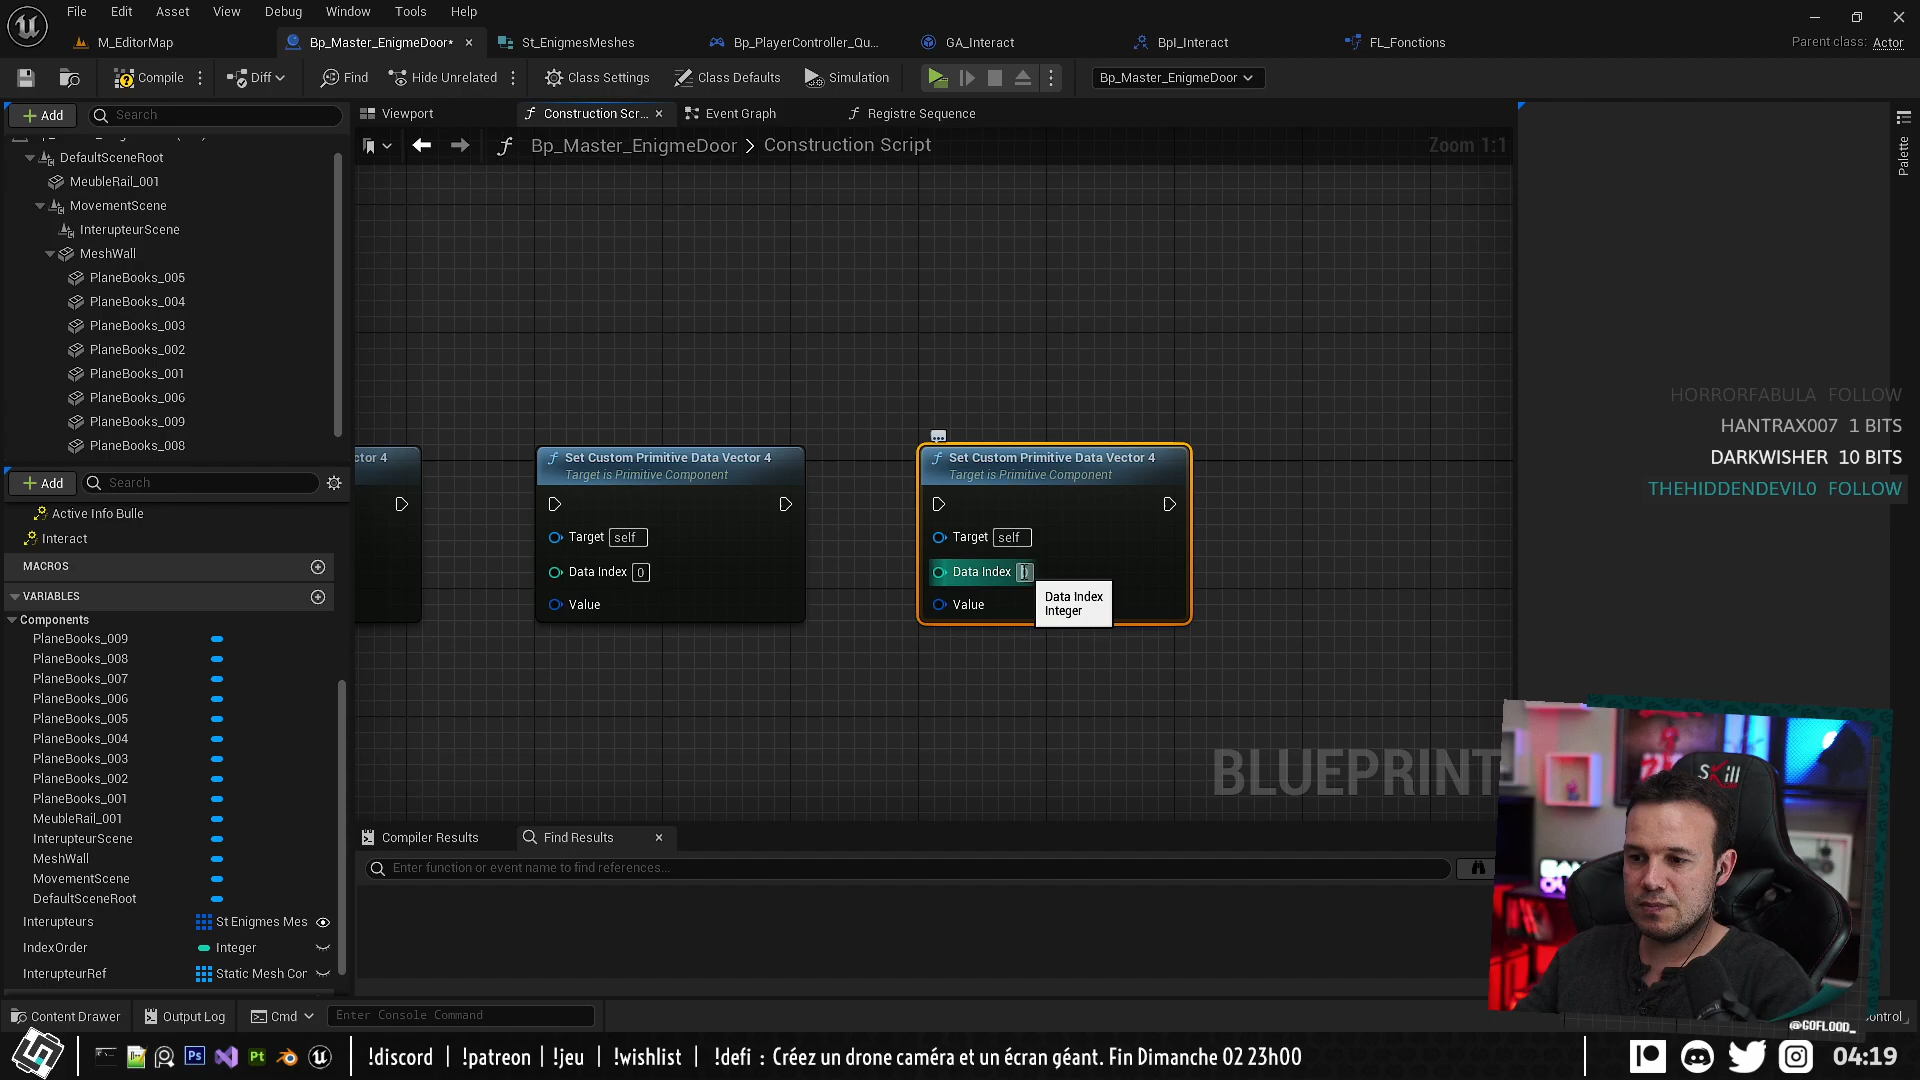 File Edit Asset View Debug Window Tools Help
M_EditorMap Bp_Master_EnigmeDoor* St_EnigmesMeshes Bp_PlayerController_Qu... GA_Interact BpI_Interact FL_Fonctions Parent class: Actor
Compile Diff Find Hide Unrelated Class Settings Class Defaults Simulation Bp_Master_EnigmeDoor
Add Search
Viewport Construction Scr... Event Graph Registre Sequence
Bp_Master_EnigmeDoor > Construction Script Zoom 1:1
Palette
DefaultSceneRoot
MeubleRail_001
MovementScene
InterupteurScene
MeshWall
PlaneBooks_005
PlaneBooks_004
PlaneBooks_003
PlaneBooks_002
PlaneBooks_001
PlaneBooks_006
PlaneBooks_009
PlaneBooks_008
Add Search
Active Info Bulle
Interact
MACROS
VARIABLES
Components
PlaneBooks_009
PlaneBooks_008
PlaneBooks_007
PlaneBooks_006
PlaneBooks_005
PlaneBooks_004
PlaneBooks_003
PlaneBooks_002
PlaneBooks_001
MeubleRail_001
InterupteurScene
MeshWall
MovementScene
DefaultSceneRoot
Interupteurs St Enigmes Mes
IndexOrder Integer
InterupteurRef Static Mesh Cor
ctor 4
Set Custom Primitive Data Vector 4
Target is Primitive Component
Target self
Data Index 0
Value
Set Custom Primitive Data Vector 4
Target is Primitive Component
Target self
Data Index
Value
Data Index
Integer
BLUEPRINT
HORRORFABULA FOLLOW
HANTRAX007 1 BITS
DARKWISHER 10 BITS
THEHIDDENDEVIL0 FOLLOW
Compiler Results Find Results
Enter function or event name to find references...
Content Drawer Output Log Cmd Enter Console Command
ontrol
SKill
@GOFLOOD_
Ps Pt
!discord | !patreon | !jeu | !wishlist | !defi : Créez un drone caméra et un écran géant. Fin Dimanche 02 23h00
04:19